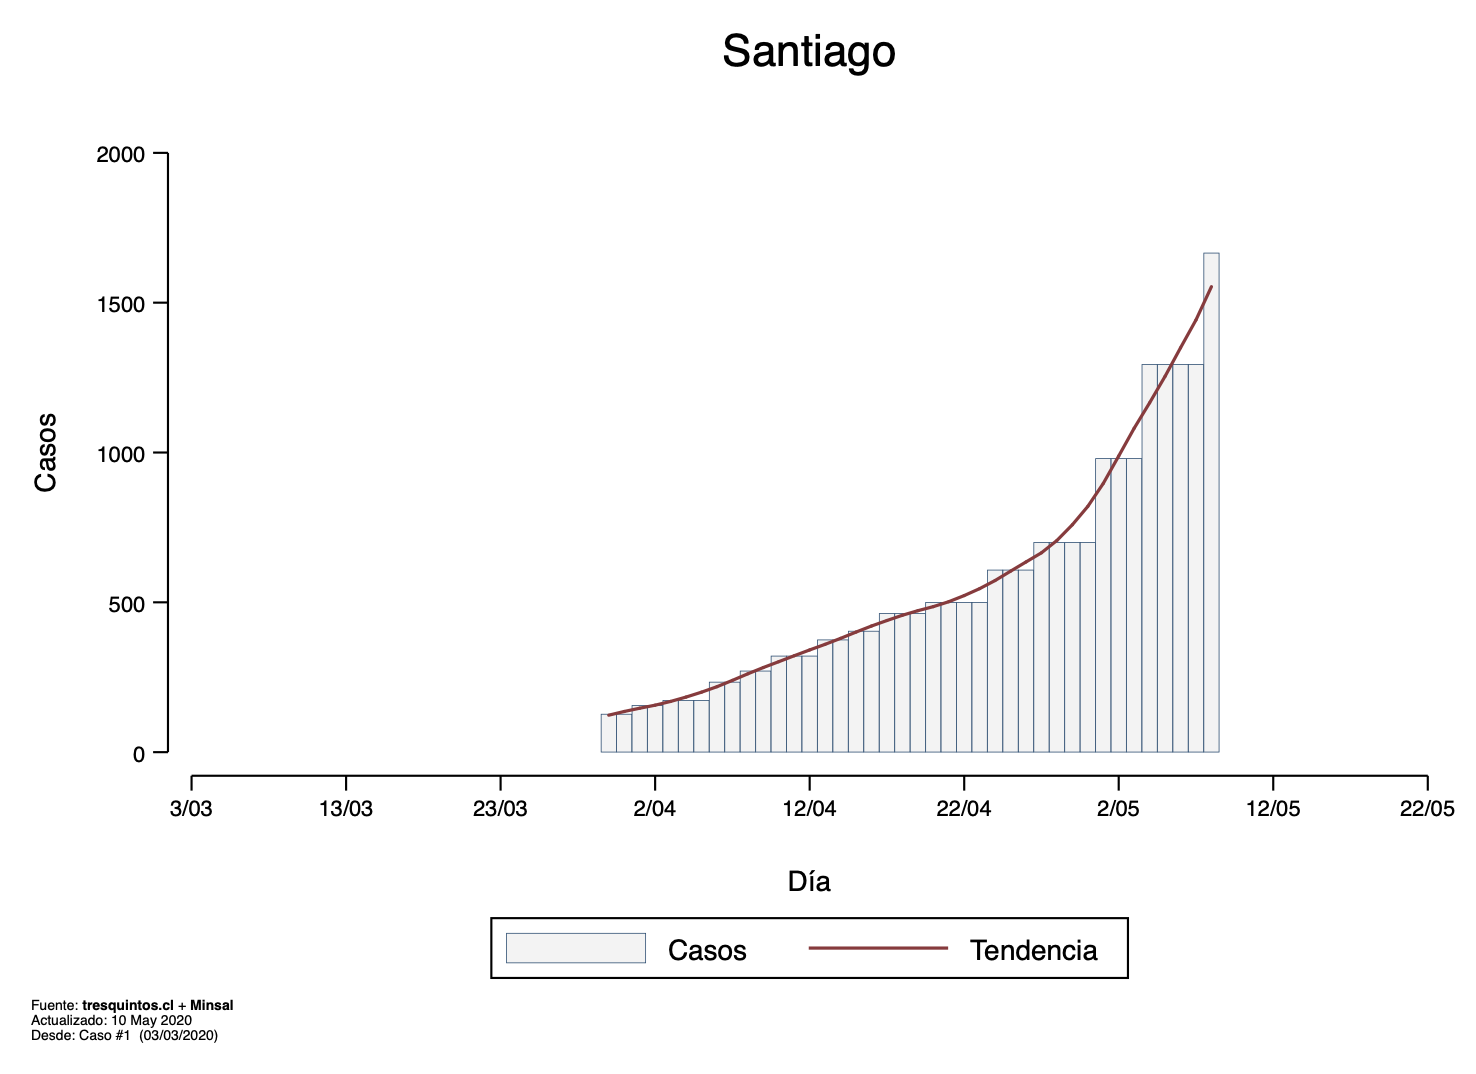 Santiago
2000
1500
1000
500
0
Casos
3/03 13/03 23/03 2/04 12/04 22/04 2/05 12/05 22/05
Día
Casos Tendencia
Fuente: tresquintos.cl + Minsal
Actualizado: 10 May 2020
Desde: Caso #1 (03/03/2020)